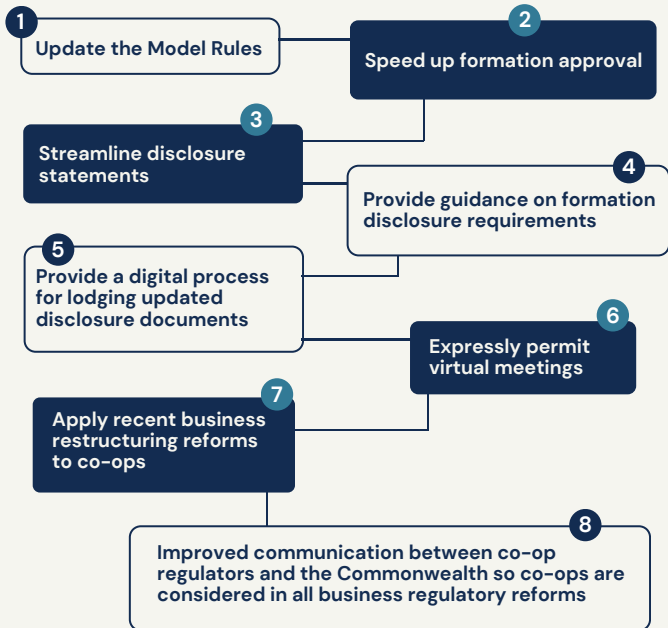 1
Update the Model Rules
2
Speed up formation approval
3
Streamline disclosure
statements
4
Provide guidance on formation
disclosure requirements
5
Provide a digital process
for lodging updated
disclosure documents
6
Expressly permit
virtual meetings
7
Apply recent business
restructuring reforms
to co-ops
8
Improved communication between co-op
regulators and the Commonwealth so co-ops are
considered in all business regulatory reforms